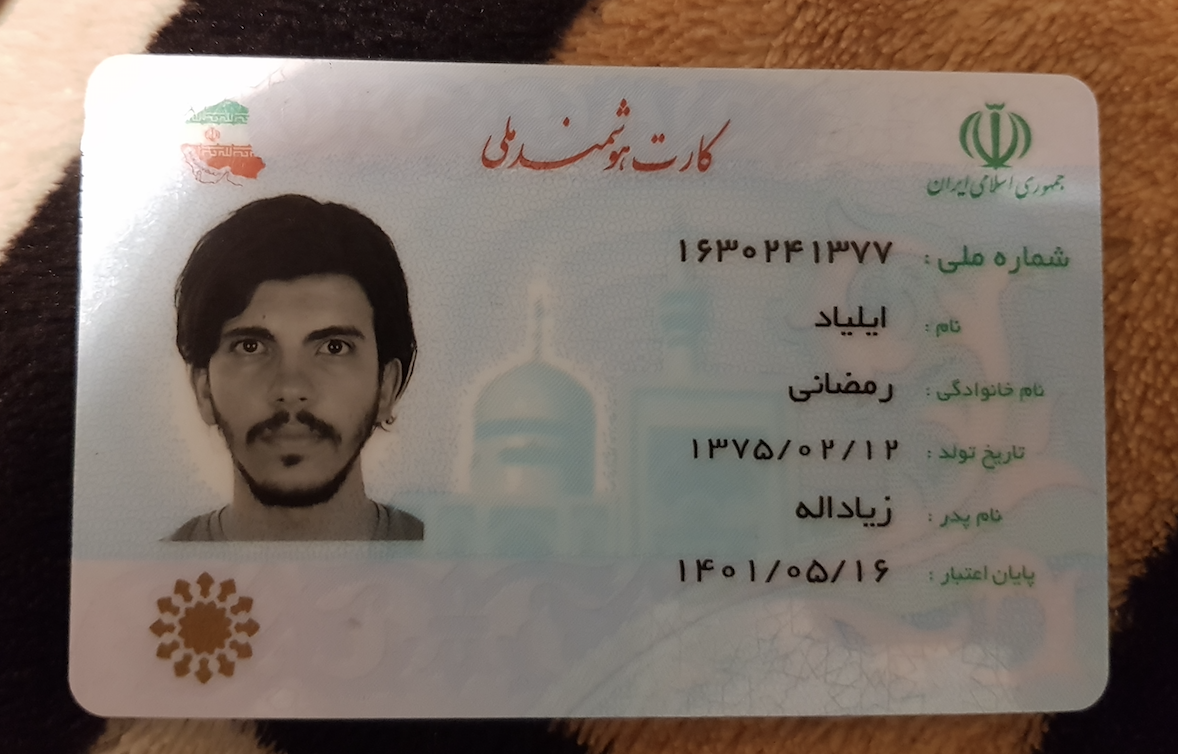 کارت هوشمند ملی
جمهوری اسلامی ایران
شماره ملی : ۱۶۳۰۲۴۱۳۷۷
نام : ایلیاد
نام خانوادگی : رمضانی
تاریخ تولد : ۱۳۷۵/۰۲/۱۲
نام پدر : زیاداله
پایان اعتبار : ۱۴۰۱/۰۵/۱۶